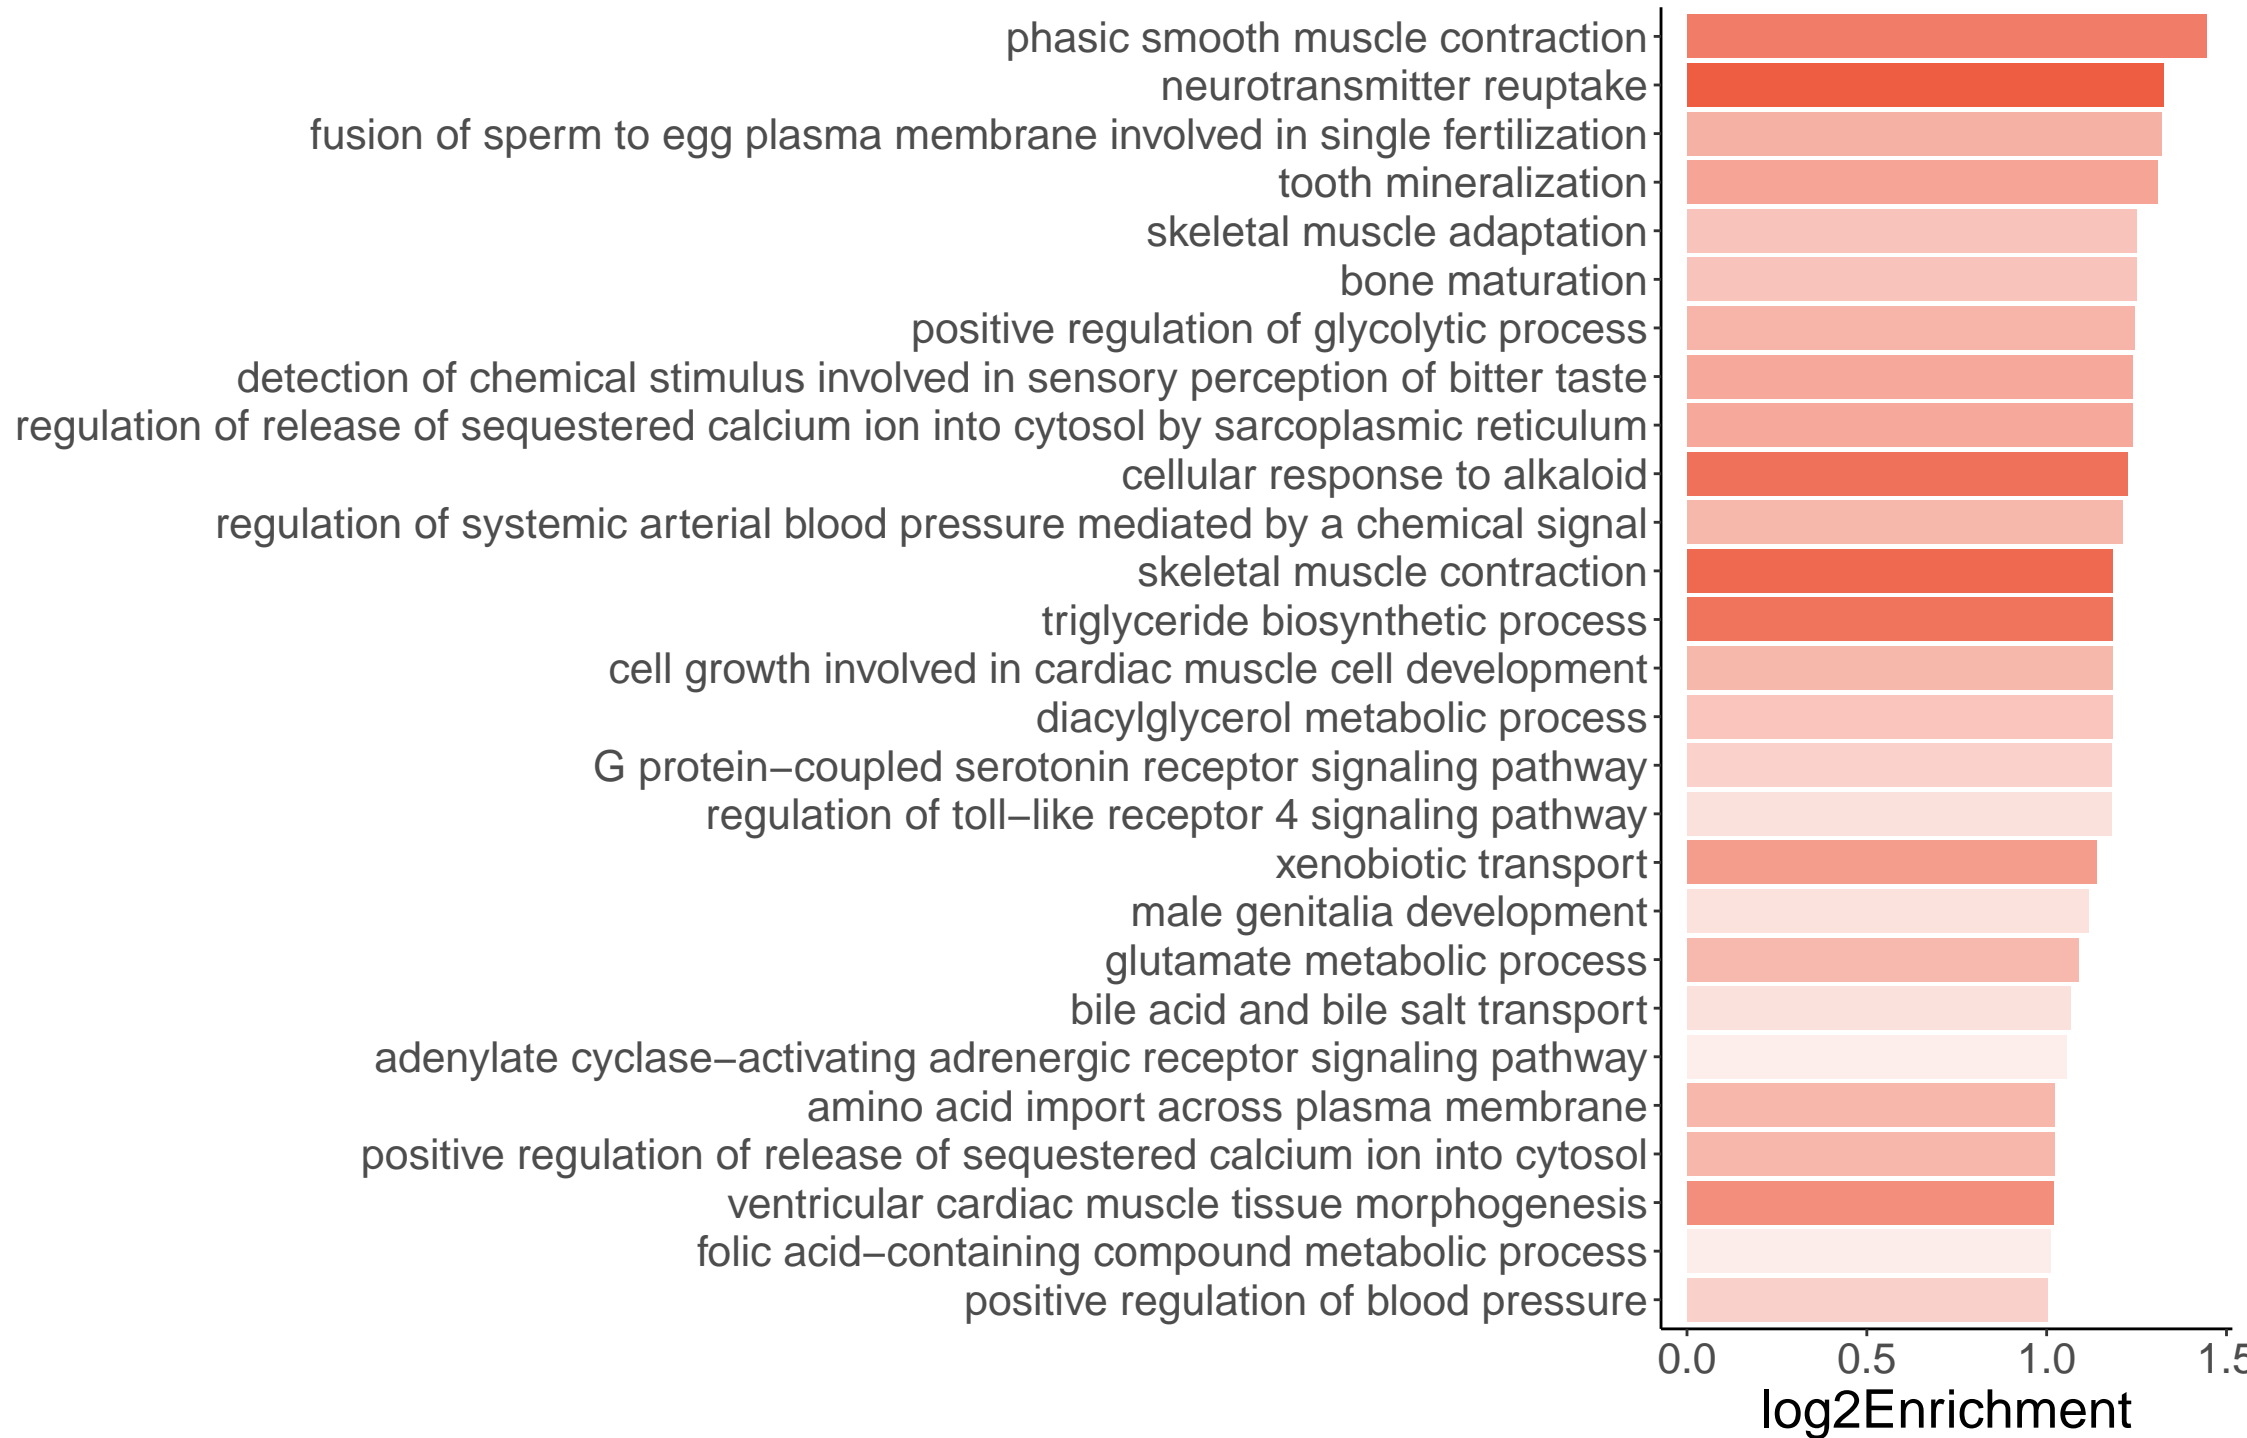 phasic smooth muscle contraction
neurotransmitter reuptake
fusion of sperm to egg plasma membrane involved in single fertilization
tooth mineralization
skeletal muscle adaptation
bone maturation
positive regulation of glycolytic process
detection of chemical stimulus involved in sensory perception of bitter taste
regulation of release of sequestered calcium ion into cytosol by sarcoplasmic reticulum
cellular response to alkaloid
regulation of systemic arterial blood pressure mediated by a chemical signal
skeletal muscle contraction
triglyceride biosynthetic process
cell growth involved in cardiac muscle cell development
diacylglycerol metabolic process
G protein−coupled serotonin receptor signaling pathway
regulation of toll−like receptor 4 signaling pathway
xenobiotic transport
male genitalia development
glutamate metabolic process
bile acid and bile salt transport
adenylate cyclase−activating adrenergic receptor signaling pathway
amino acid import across plasma membrane
positive regulation of release of sequestered calcium ion into cytosol
ventricular cardiac muscle tissue morphogenesis
folic acid−containing compound metabolic process
positive regulation of blood pressure
0.0 0.5 1.0 1.5
log2Enrichment